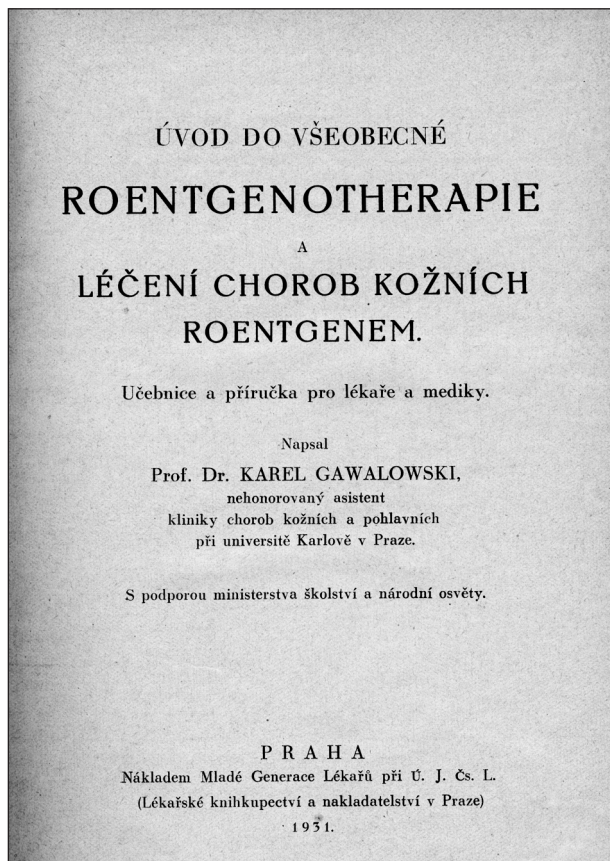 ÚVOD DO VŠEOBECNÉ
ROENTGENOTHERAPIE
A
LÉČENÍ CHOROB KOŽNÍCH
ROENTGENEM.
Učebnice a příručka pro lékaře a mediky.
Napsal
Prof. Dr. KAREL GAWALOWSKI,
nehonorovaný asistent
kliniky chorob kožních a pohlavních
při universitě Karlově v Praze.
S podporou ministerstva školství a národní osvěty.
PRAHA
Nákladem Mladé Generace Lékařů při Ú. J. Čs. L.
(Lékařské knihkupectví a nakladatelství v Praze)
1931.